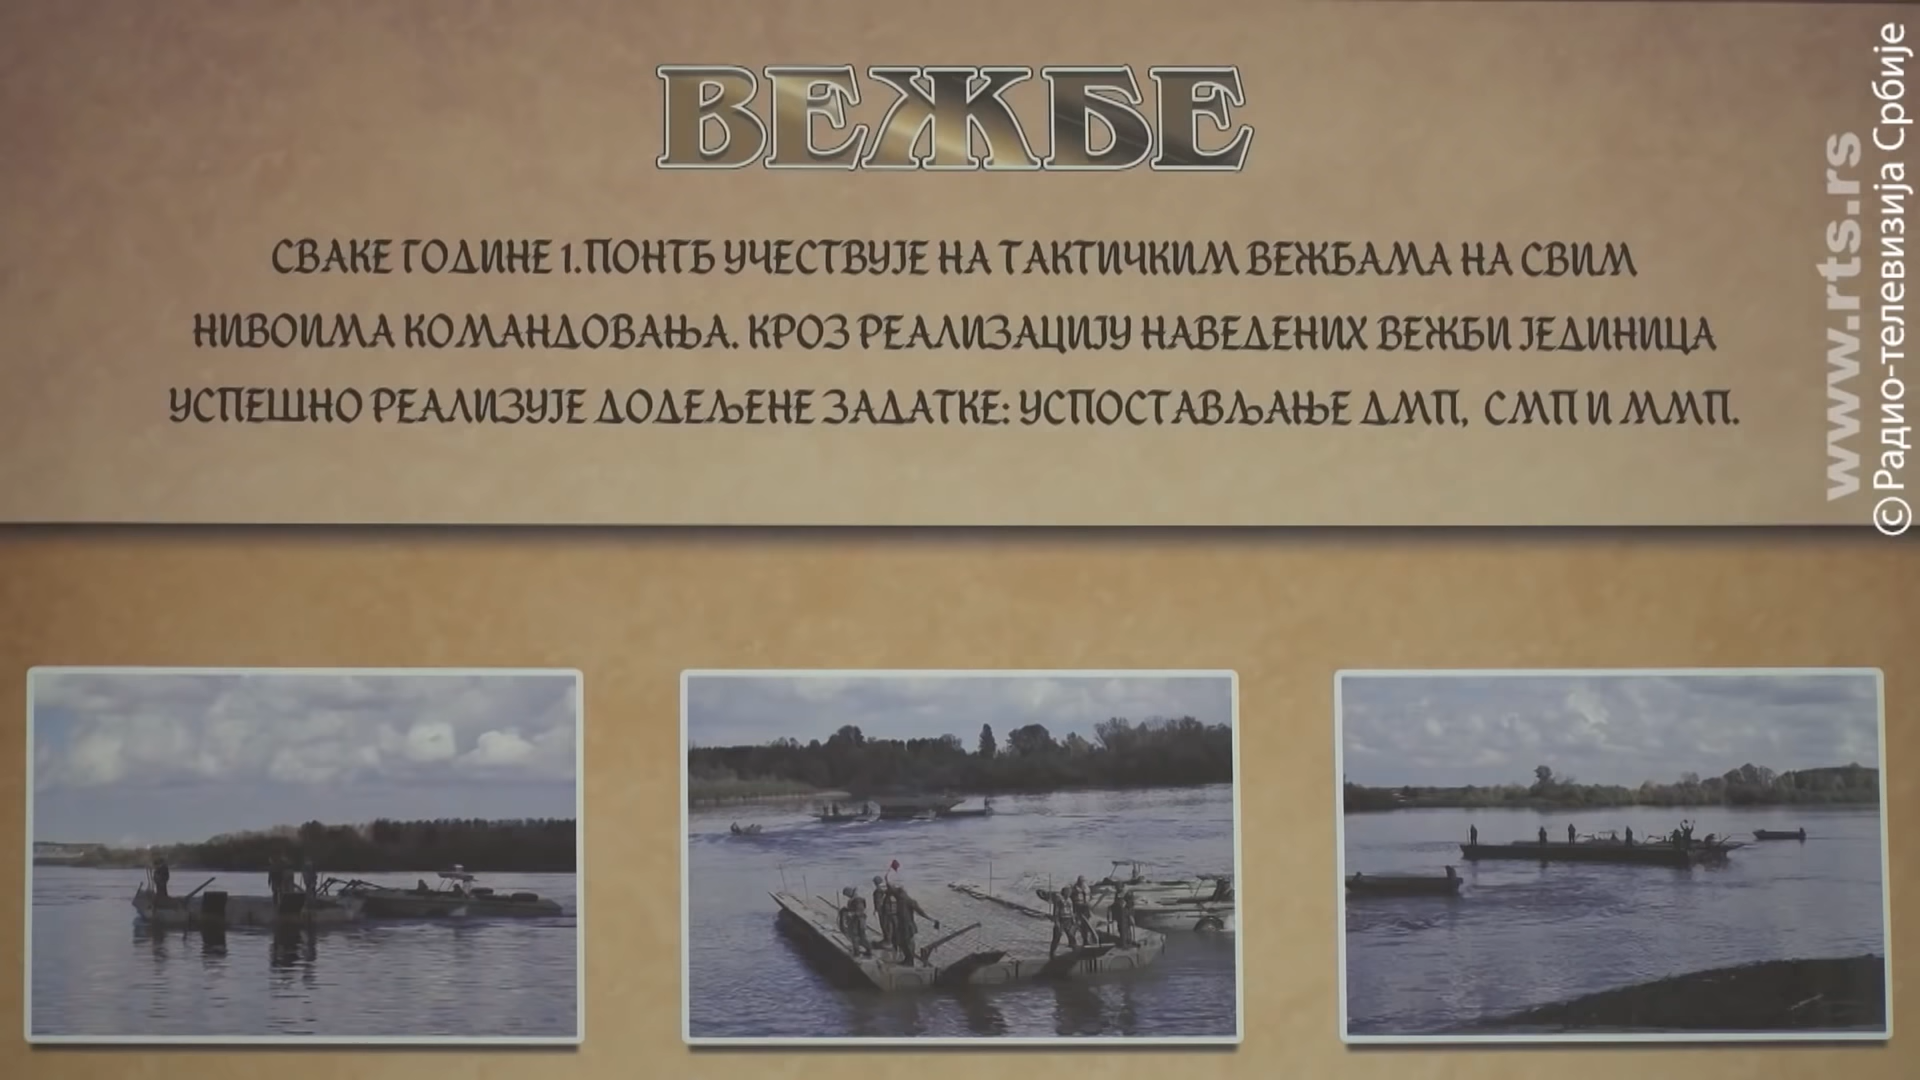 ВЕЖБЕ
СВАКЕ ГОДИНЕ 1.ПОНТБ УЧЕСТВУЈЕ НА ТАКТИЧКИМ ВЕЖБАМА НА СВИМ
НИВОИМА КОМАНДОВАЊА. КРОЗ РЕАЛИЗАЦИЈУ НАВЕДЕНИХ ВЕЖБИ ЈЕДИНИЦА
УСПЕШНО РЕАЛИЗУЈЕ ДОДЕЉЕНЕ ЗАДАТКЕ: УСПОСТАВЉАЊЕ ДМП, СМП И ММП.
www.rts.rs
©Радио-телевизија Србије